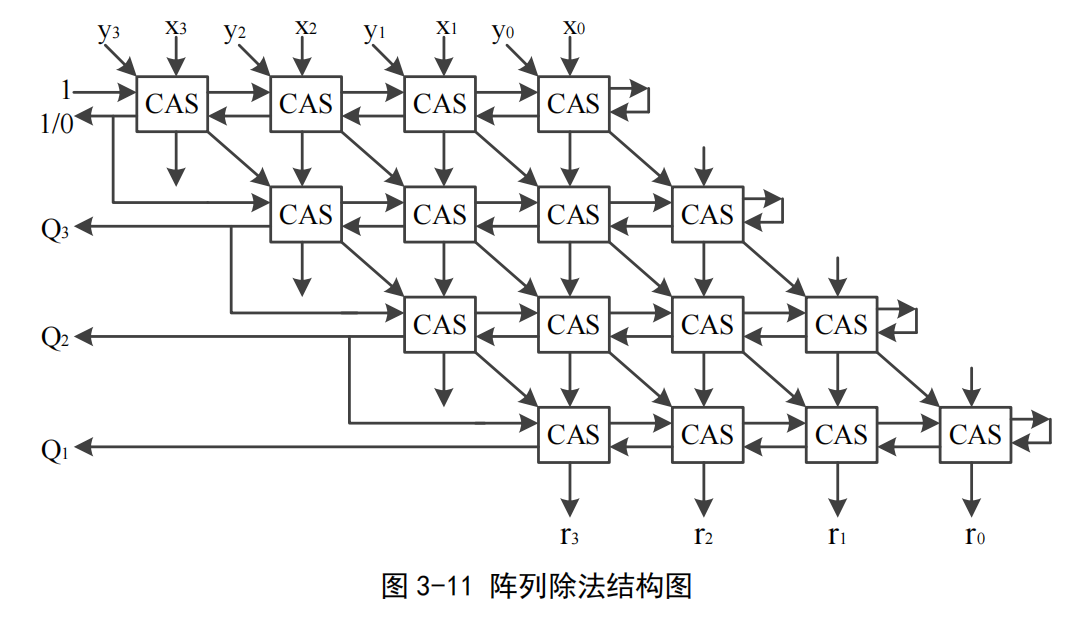 y₃ x₃ y₂ x₂ y₁ x₁ y₀ x₀
1 CAS CAS CAS CAS
1/0
CAS CAS CAS CAS
Q₃
CAS CAS CAS CAS
Q₂
CAS CAS CAS CAS
Q₁
r₃ r₂ r₁ r₀
图 3-11 阵列除法结构图